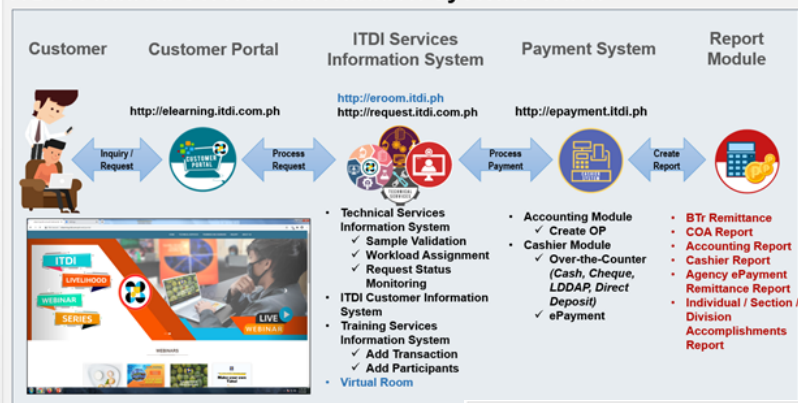 Customer
Customer Portal
ITDI Services
Information System
Payment System
Report
Module
http://elearning.itdi.com.ph
http://eroom.itdi.ph
http://request.itdi.com.ph
http://epayment.itdi.ph
Inquiry /
Request
CUSTOMER
PORTAL
Process
Request
TECHNICAL
SERVICES
Process
Payment
Create
Report
• Technical Services
Information System
✓ Sample Validation
✓ Workload Assignment
✓ Request Status
Monitoring
• ITDI Customer Information
System
• Training Services
Information System
✓ Add Transaction
✓ Add Participants
• Virtual Room
• Accounting Module
✓ Create OP
• Cashier Module
✓ Over-the-Counter
(Cash, Cheque,
LDDAP, Direct
Deposit)
✓ ePayment
• BTr Remittance
• COA Report
• Accounting Report
• Cashier Report
• Agency ePayment
Remittance Report
• Individual / Section /
Division
Accomplishments
Report
ITDI
LIVELIHOOD
WEBINAR
SERIES
LIVE
WEBINAR
WEBINARS